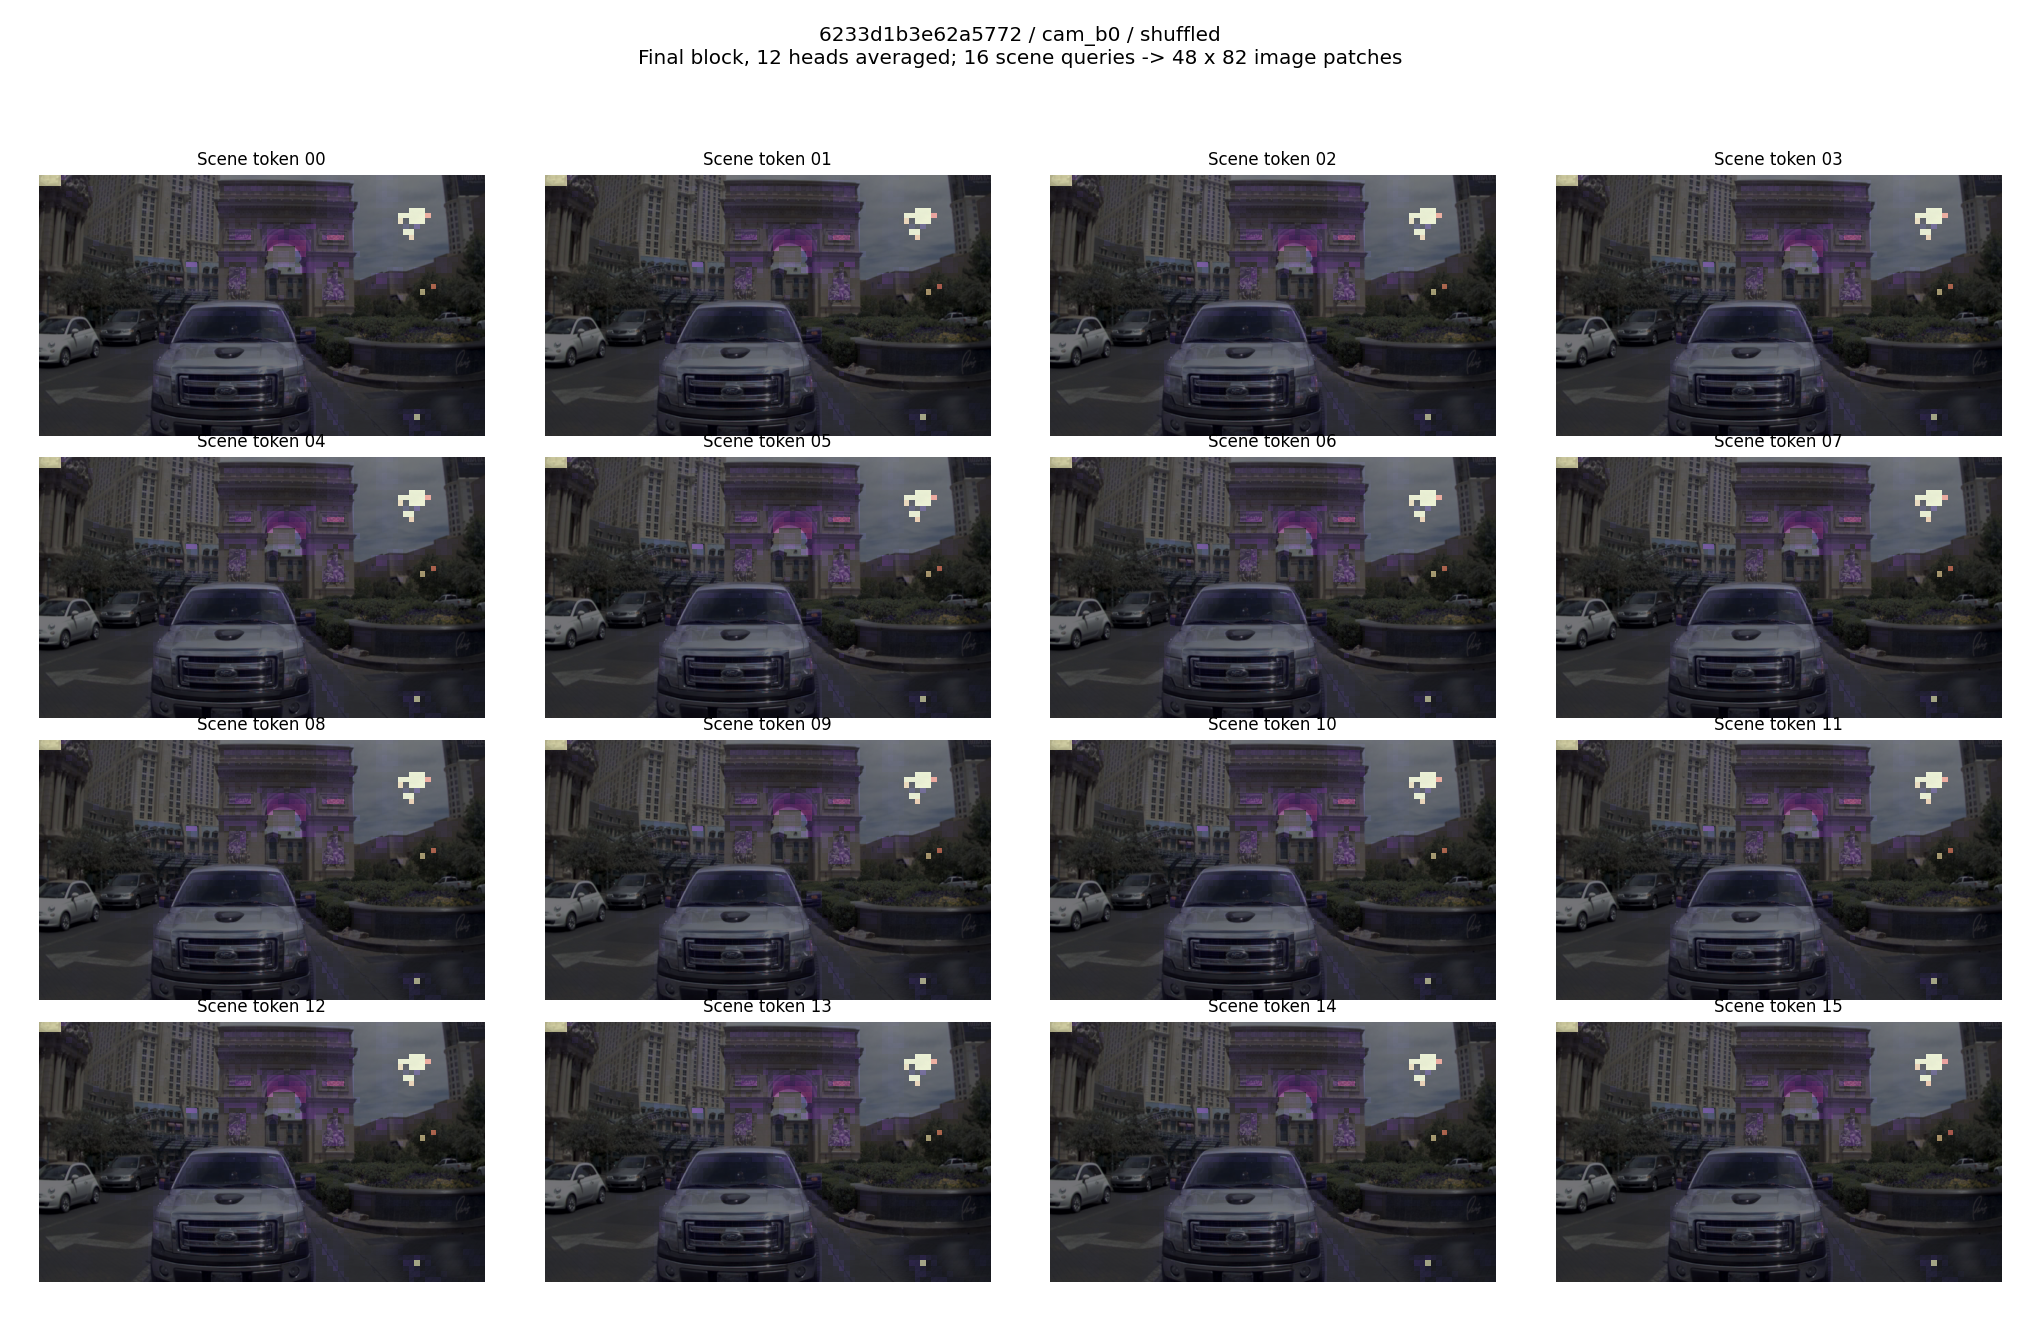 6233d1b3e62a5772 / cam_b0 / shuffled
Final block, 12 heads averaged; 16 scene queries -> 48 x 82 image patches
Scene token 00
Scene token 01
Scene token 02
Scene token 03
Scene token 04
Scene token 05
Scene token 06
Scene token 07
Scene token 08
Scene token 09
Scene token 10
Scene token 11
Scene token 12
Scene token 13
Scene token 14
Scene token 15